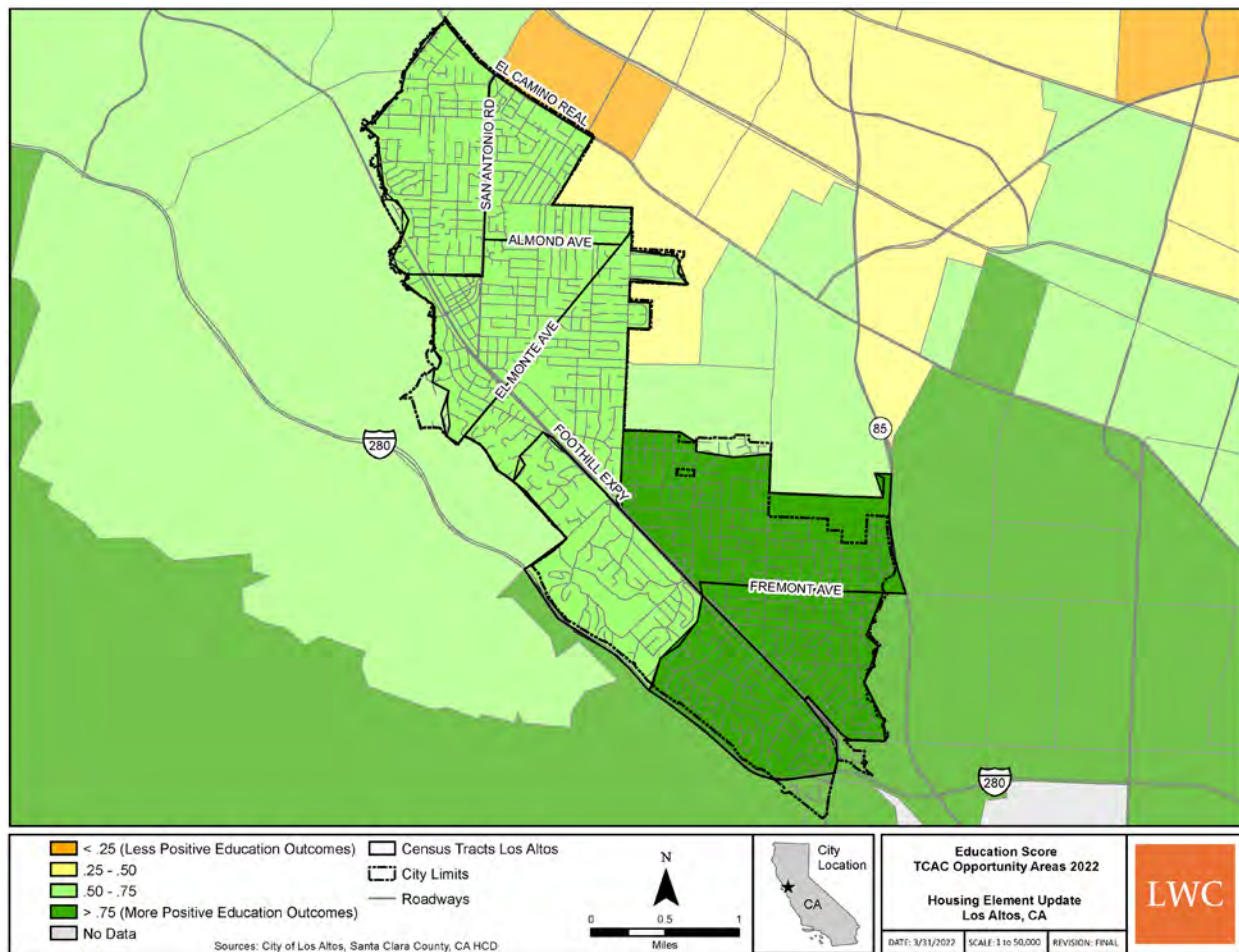 EL CAMINO REAL
SAN ANTONIO RD
ALMOND AVE
EL MONTE AVE
FOOTHILL EXPY
280
85
FREMONT AVE
280
< .25 (Less Positive Education Outcomes)
.25 - .50
.50 - .75
> .75 (More Positive Education Outcomes)
No Data
Census Tracts Los Altos
City Limits
Roadways
Sources: City of Los Altos, Santa Clara County, CA HCD
N
0 0.5 1
Miles
City
Location
CA
Education Score
TCAC Opportunity Areas 2022
Housing Element Update
Los Altos, CA
DATE: 3/31/2022 SCALE: 1 to 50,000 REVISION: FINAL
LWC